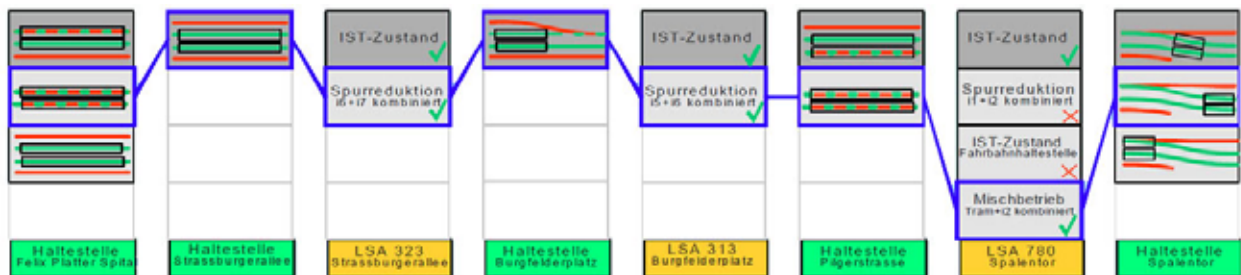 IST-Zustand
Spurreduktion
i6+i7 kombiniert
IST-Zustand
Spurreduktion
i5+i6 kombiniert
IST-Zustand
Spurreduktion
i1+i2 kombiniert
IST-Zustand
Fahrbahnhaltestelle
Mischbetrieb
Tram+i2 kombiniert
Haltestelle
Felix Platter Spital
Haltestelle
Strassburgerallee
LSA 323
Strassburgerallee
Haltestelle
Burgfelderplatz
LSA 313
Burgfelderplatz
Haltestelle
Pilgerstrasse
LSA 780
Spalentor
Haltestelle
Spalentor